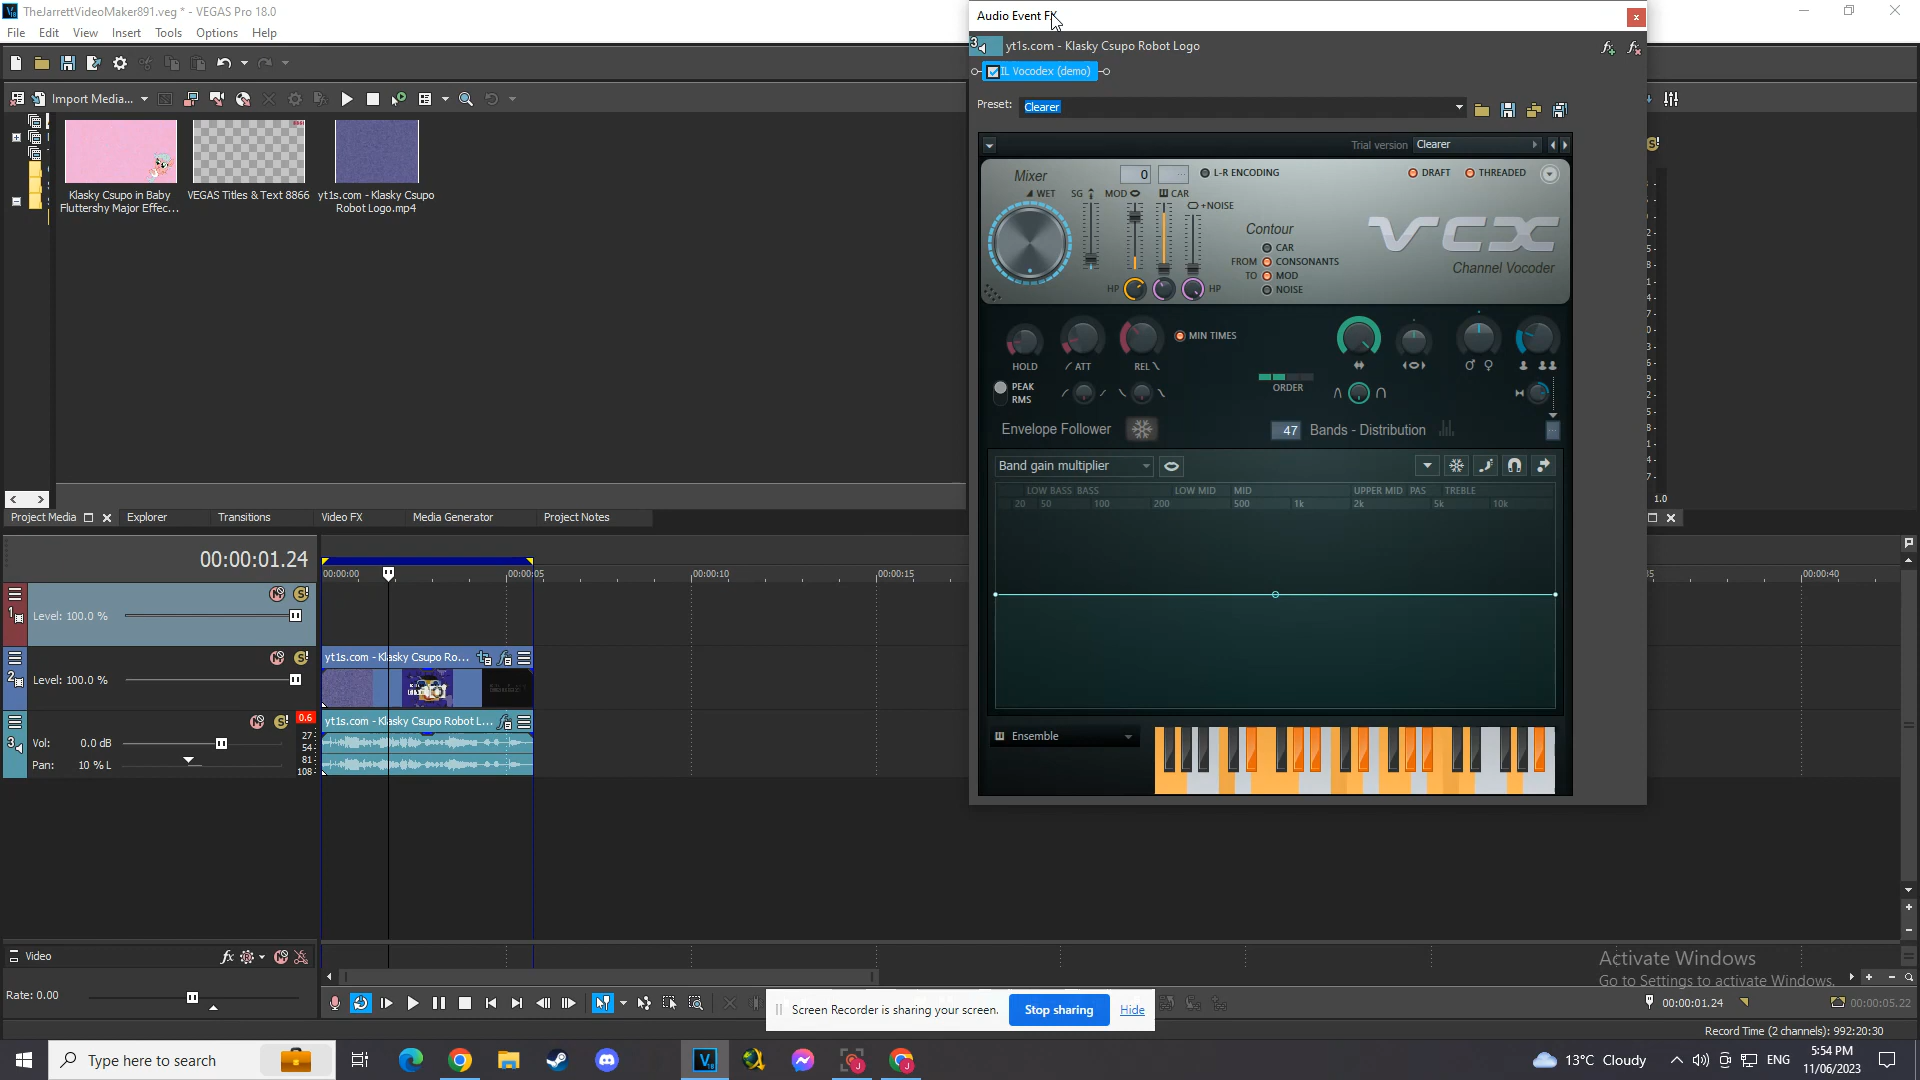 TheJarrettVideoMaker891.veg * - VEGAS Pro 18.0
File Edit View Insert Tools Options Help
Import Media...
Klasky Csupo in Baby
Fluttershy Major Effec...
VEGAS Titles & Text 8866
yt1s.com - Klasky Csupo
Robot Logo.mp4
Project Media
Explorer
Transitions
Video FX
Media Generator
Project Notes
Audio Event FX
3
yt1s.com - Klasky Csupo Robot Logo
IL Vocodex (demo)
Preset:
Clearer
Trial version
Clearer
Mixer
0
L-R ENCODING
DRAFT
THREADED
WET SG MOD CAR
+NOISE
Contour
CAR
FROM CONSONANTS
TO MOD
NOISE
HP
HP
VCX
Channel Vocoder
HOLD
ATT
REL
MIN TIMES
PEAK
RMS
ORDER
Envelope Follower
47
Bands - Distribution
Band gain multiplier
LOW BASS BASS LOW MID MID UPPER MID PAS TREBLE
20 50 100 200 500 1k 2k 5k 10k
Ensemble
1.0
00:00:01.24
00:00:00
00:00:05
00:00:10
00:00:15
00:00:40
1
Level: 100.0 %
2
Level: 100.0 %
yt1s.com - Klasky Csupo Ro...
3
Vol: 0.0 dB
Pan: 10 %L
0.6
27
54
81
108
yt1s.com - Klasky Csupo Robot L...
Video
Rate: 0.00
Activate Windows
Go to Settings to activate Windows.
00:00:01.24
00:00:05.22
Record Time (2 channels): 992:20:30
Screen Recorder is sharing your screen.
Stop sharing
Hide
Type here to search
13°C Cloudy
ENG
5:54 PM
11/06/2023